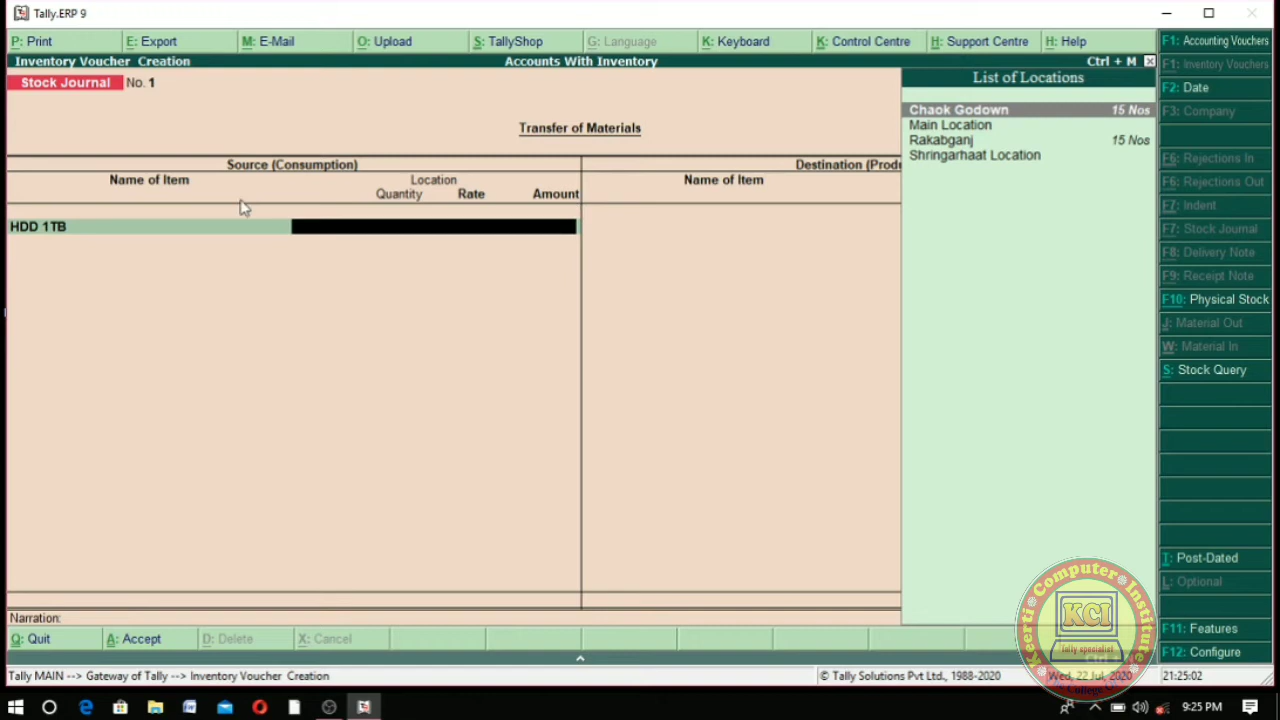 Tally.ERP 9
P: Print
E: Export
M: E-Mail
O: Upload
S: TallyShop
G: Language
K: Keyboard
K: Control Centre
H: Support Centre
H: Help
F1: Accounting Vouchers
Inventory Voucher Creation
Accounts With Inventory
Ctrl + M
F1: Inventory Vouchers
Stock Journal No. 1
List of Locations
F2: Date
Chaok Godown 15 Nos
F3: Company
Main Location
Transfer of Materials
Rakabganj 15 Nos
Shringarhaat Location
Source (Consumption)
Destination (Produ
F6: Rejections In
Name of Item
Location
Name of Item
F6: Rejections Out
Quantity
Rate
Amount
F7: Indent
HDD 1TB
F7: Stock Journal
F8: Delivery Note
F9: Receipt Note
F10: Physical Stock
J: Material Out
W: Material In
S: Stock Query
T: Post-Dated
L: Optional
Keerti Computer Institute
KCI
Tally specialist
Narration:
F11: Features
Q: Quit
A: Accept
D: Delete
X: Cancel
F12: Configure
Tally MAIN --> Gateway of Tally --> Inventory Voucher Creation
© Tally Solutions Pvt Ltd., 1988-2020
Wed, 22 Jul, 2020
21:25:02
9:25 PM